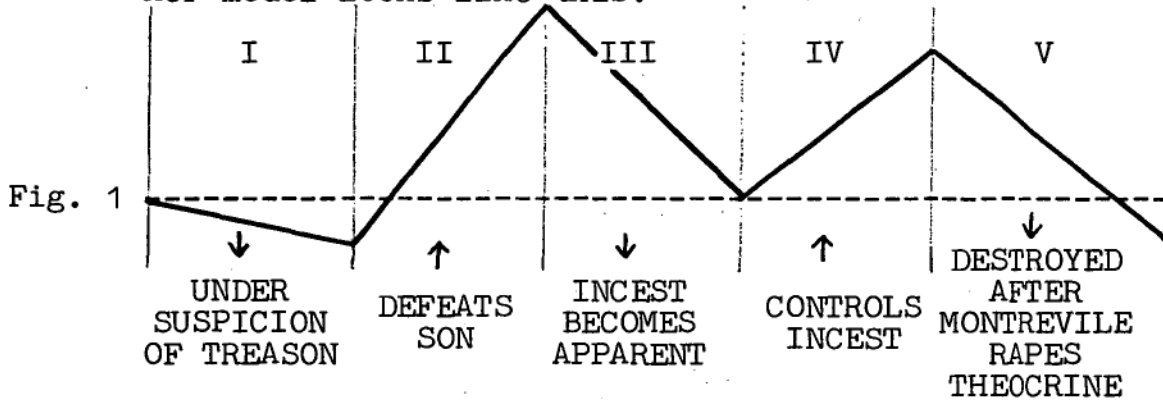 I II III IV V
Fig. 1
UNDER
SUSPICION
OF TREASON
DEFEATS
SON
INCEST
BECOMES
APPARENT
CONTROLS
INCEST
DESTROYED
AFTER
MONTREVILE
RAPES
THEOCRINE